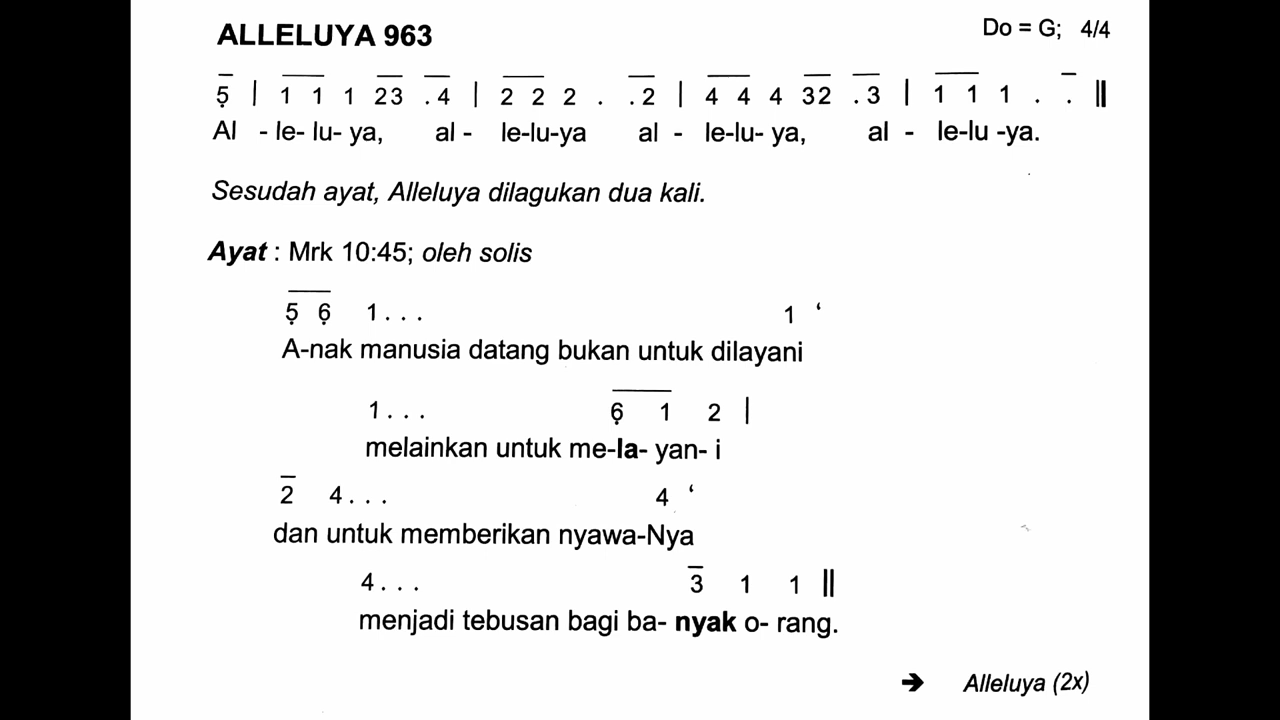 ALLELUYA 963 Do = G; 4/4
5̣ | 1 1 1 23 .4 | 2 2 2 . .2 | 4 4 4 32 .3 | 1 1 1 . . ||
Al - le- lu- ya, al - le-lu-ya al - le-lu- ya, al - le-lu -ya.
Sesudah ayat, Alleluya dilagukan dua kali.
Ayat : Mrk 10:45; oleh solis
5̣ 6̣ 1 . . . 1 ‘
A-nak manusia datang bukan untuk dilayani
1 . . . 6̣ 1 2 |
melainkan untuk me-la- yan- i
2 4 . . . 4 ‘
dan untuk memberikan nyawa-Nya
4 . . . 3 1 1 ||
menjadi tebusan bagi ba- nyak o- rang.
➔ Alleluya (2x)